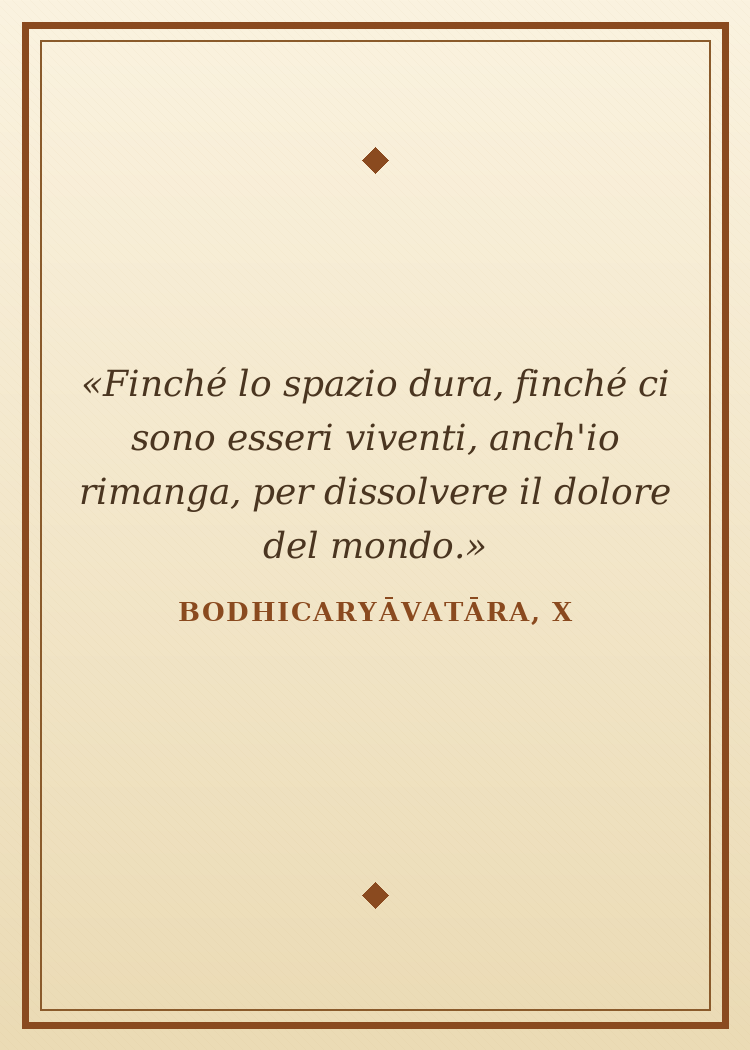 «Finché lo spazio dura, finché ci
sono esseri viventi, anch'io
rimanga, per dissolvere il dolore
del mondo.»
BODHICARYĀVATĀRA, X